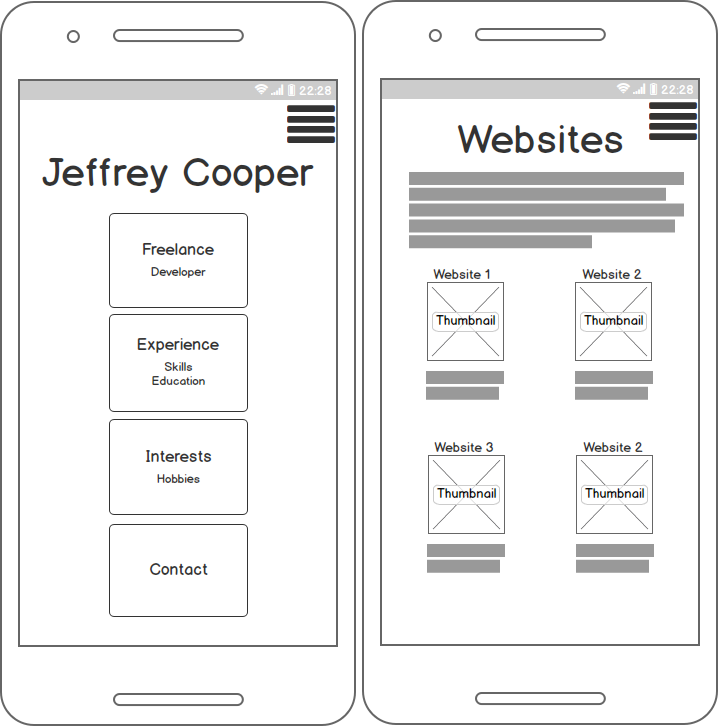 22:28
Jeffrey Cooper
Freelance
Developer
Experience
Skills
Education
Interests
Hobbies
Contact
22:28
Websites
Website 1
Website 2
Thumbnail
Thumbnail
Website 3
Website 2
Thumbnail
Thumbnail